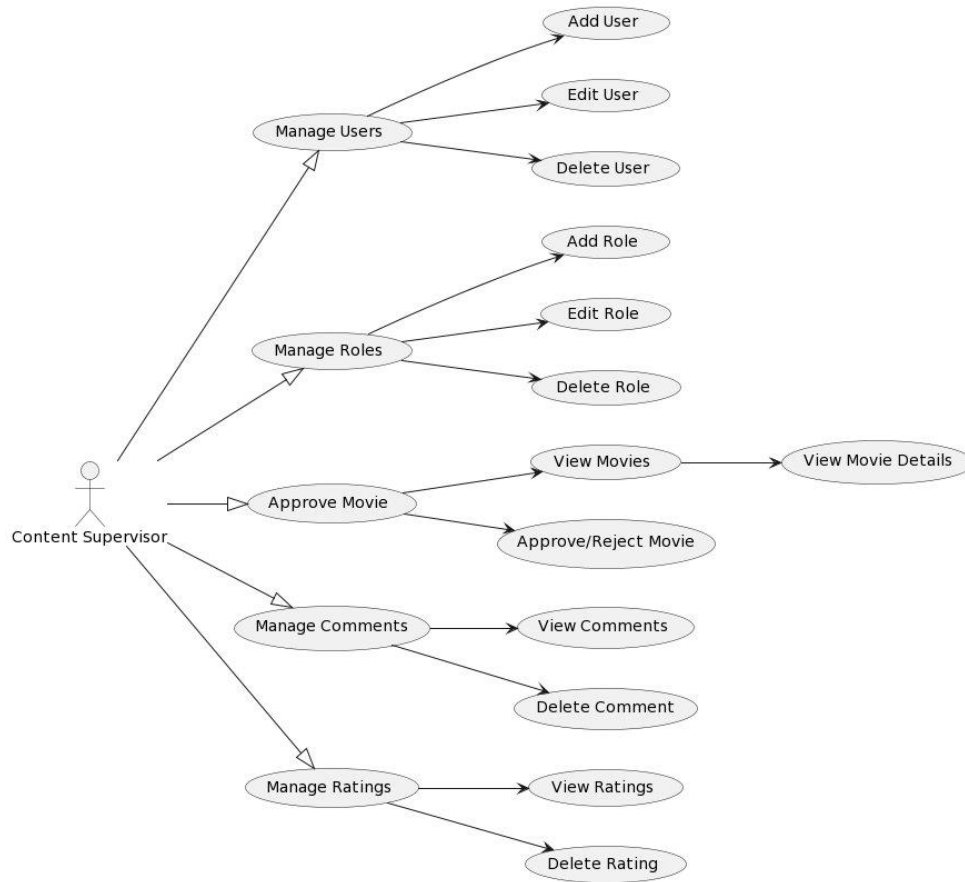 Add User
Edit User
Manage Users
Delete User
Add Role
Edit Role
Manage Roles
Delete Role
View Movies
View Movie Details
Approve Movie
Content Supervisor
Approve/Reject Movie
Manage Comments
View Comments
Delete Comment
Manage Ratings
View Ratings
Delete Rating